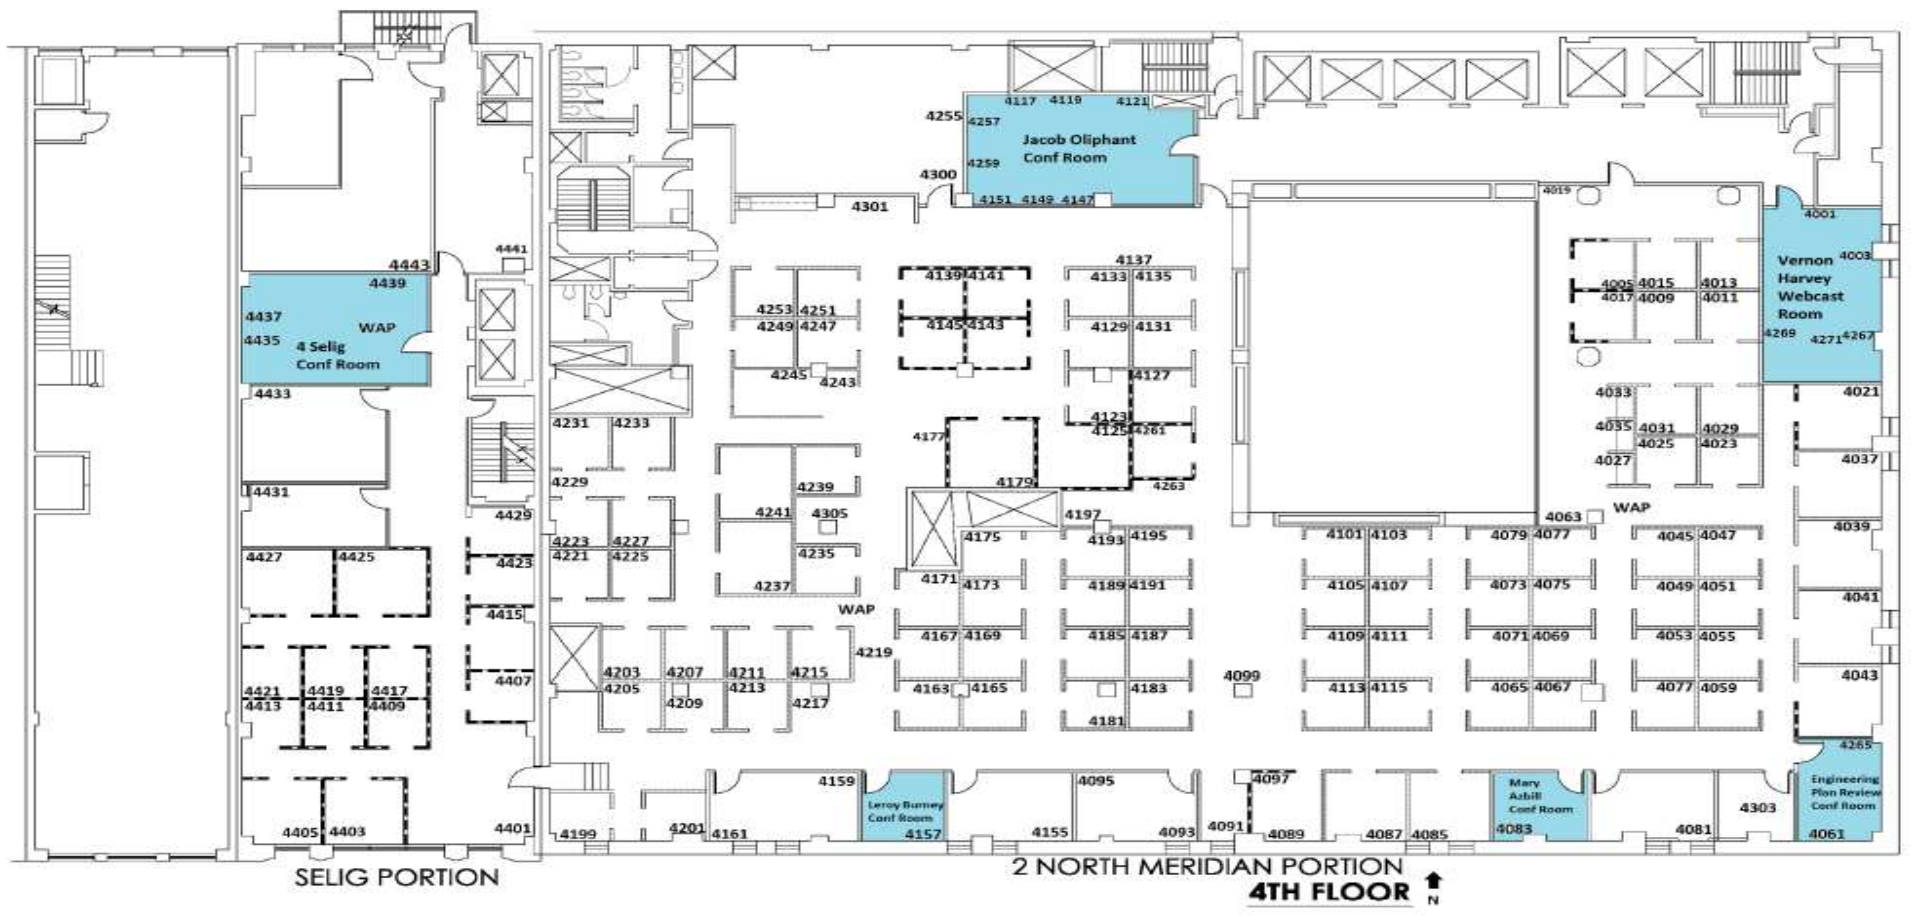 4117 4119 4121
4255
4257
Jacob Oliphant
Conf Room
4259
4300
4151 4149 4147
4301
4019
4001
4441
4443
4439
4437
WAP
4435
4 Selig
Conf Room
4137
4139 4141
4133 4135
4253 4251
4249 4247
4145 4143
4129 4131
4245
4243
4127
4123
4125 4261
4005 4015 4013
4017 4009 4011
Vernon
Harvey
Webcast
Room
4003
4269
4271
4267
4433
4231 4233
4177
4179
4263
4033
4035 4031 4029
4025 4023
4027
4021
4037
4431
4229
4239
4241 4305
4197
WAP
4063
4429
4223 4227
4221 4225
4235
4237
4175
4193 4195
4101 4103
4079 4077
4045 4047
4039
4427 4425
4423
4171 4173
4189 4191
4105 4107
4073 4075
4049 4051
4041
WAP
4415
4167 4169
4185 4187
4109 4111
4071 4069
4053 4055
4219
4203 4207 4211 4215
4205
4209
4213
4217
4099
4407
4421 4419 4417
4413 4411 4409
4163 4165
4183
4181
4113 4115
4065 4067
4077 4059
4043
4265
4159
Leroy Burney
Conf Room
4157
4095
4097
Mary
Azbill
Conf Room
4083
4303
Engineering
Plan Review
Conf Room
4061
4405 4403 4401
4199 4201 4161
4155 4093 4091 4089 4087 4085
4081
SELIG PORTION
2 NORTH MERIDIAN PORTION
4TH FLOOR
N